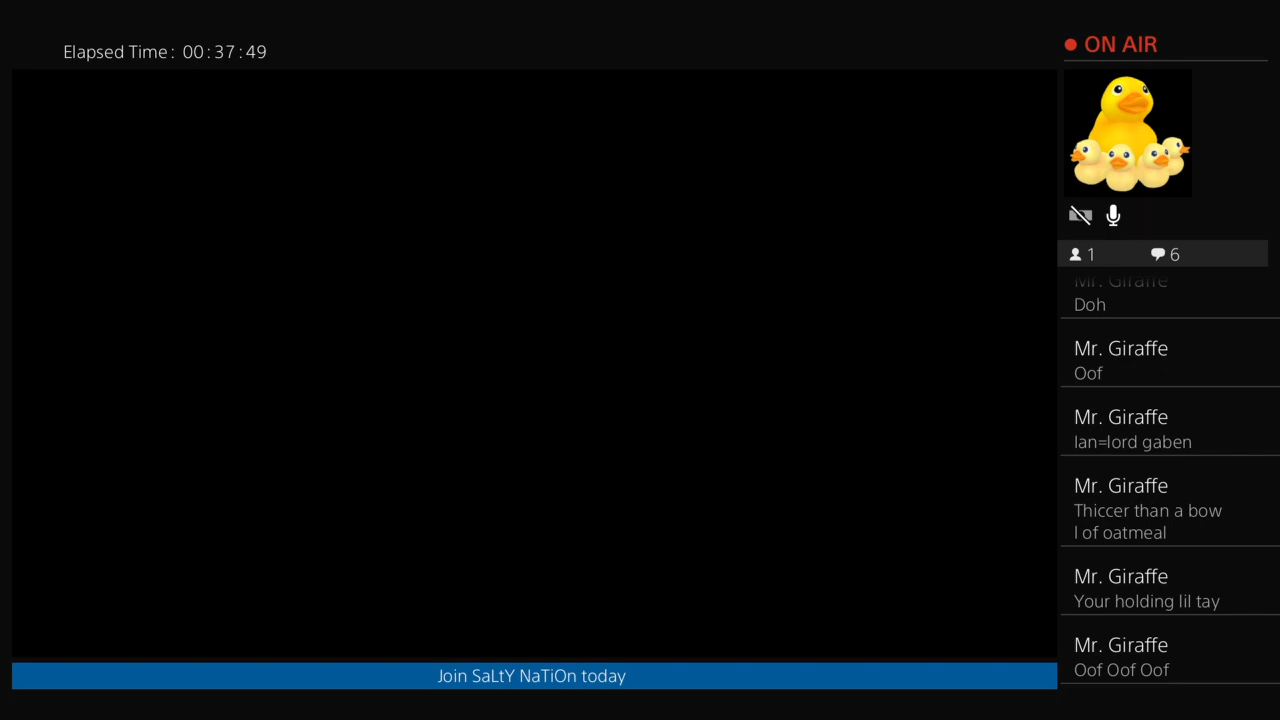 Elapsed Time: 00:37:49
ON AIR
1 6
Mr. Giraffe
Doh
Mr. Giraffe
Oof
Mr. Giraffe
Ian=lord gaben
Mr. Giraffe
Thiccer than a bow
l of oatmeal
Mr. Giraffe
Your holding lil tay
Mr. Giraffe
Oof Oof Oof
Join SaLtY NaTiOn today